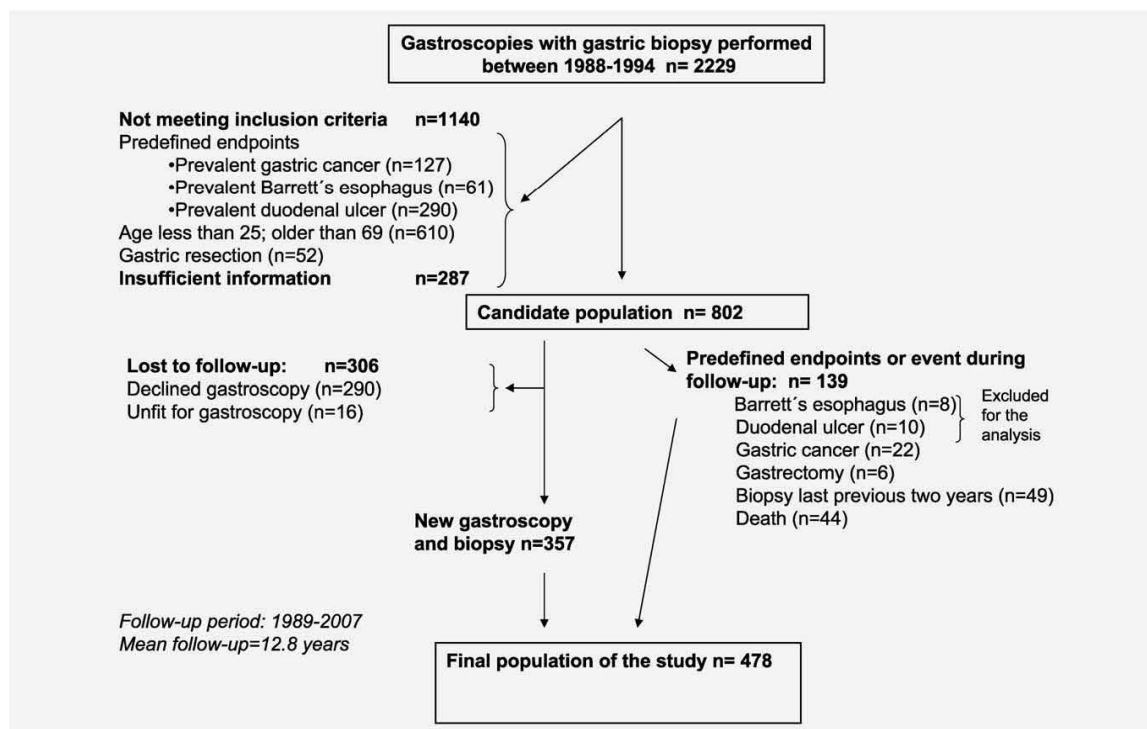 Gastroscopies with gastric biopsy performed
between 1988-1994 n= 2229
Not meeting inclusion criteria n=1140
Predefined endpoints
•Prevalent gastric cancer (n=127)
•Prevalent Barrett´s esophagus (n=61)
•Prevalent duodenal ulcer (n=290)
Age less than 25; older than 69 (n=610)
Gastric resection (n=52)
Insufficient information n=287
Candidate population n= 802
Lost to follow-up: n=306
Declined gastroscopy (n=290)
Unfit for gastroscopy (n=16)
Predefined endpoints or event during
follow-up: n= 139
Barrett´s esophagus (n=8)
Duodenal ulcer (n=10)
Gastric cancer (n=22)
Gastrectomy (n=6)
Biopsy last previous two years (n=49)
Death (n=44)
Excluded
for the
analysis
New gastroscopy
and biopsy n=357
Follow-up period: 1989-2007
Mean follow-up=12.8 years
Final population of the study n= 478